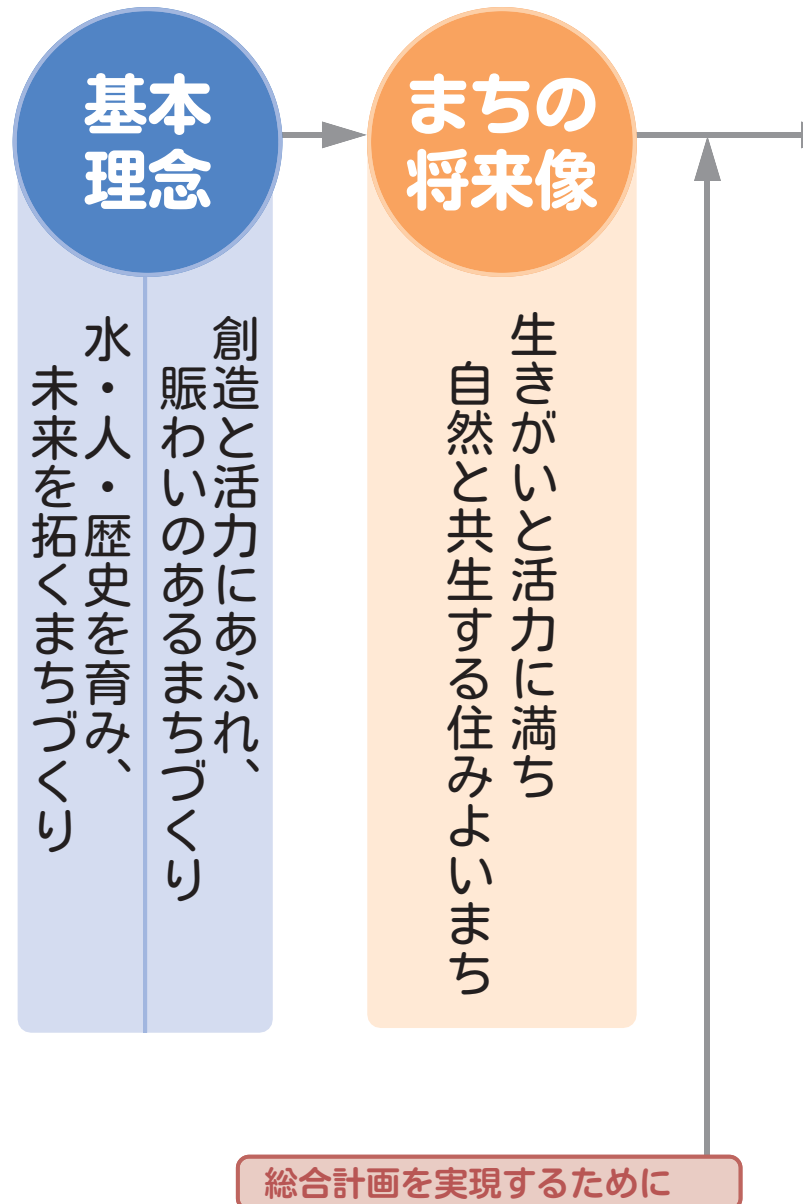 基本
理念
創造と活力にあふれ、
賑わいのあるまちづくり
水・人・歴史を育み、
未来を拓くまちづくり
まちの
将来像
生きがいと活力に満ち
自然と共生する住みよいまち
総合計画を実現するために